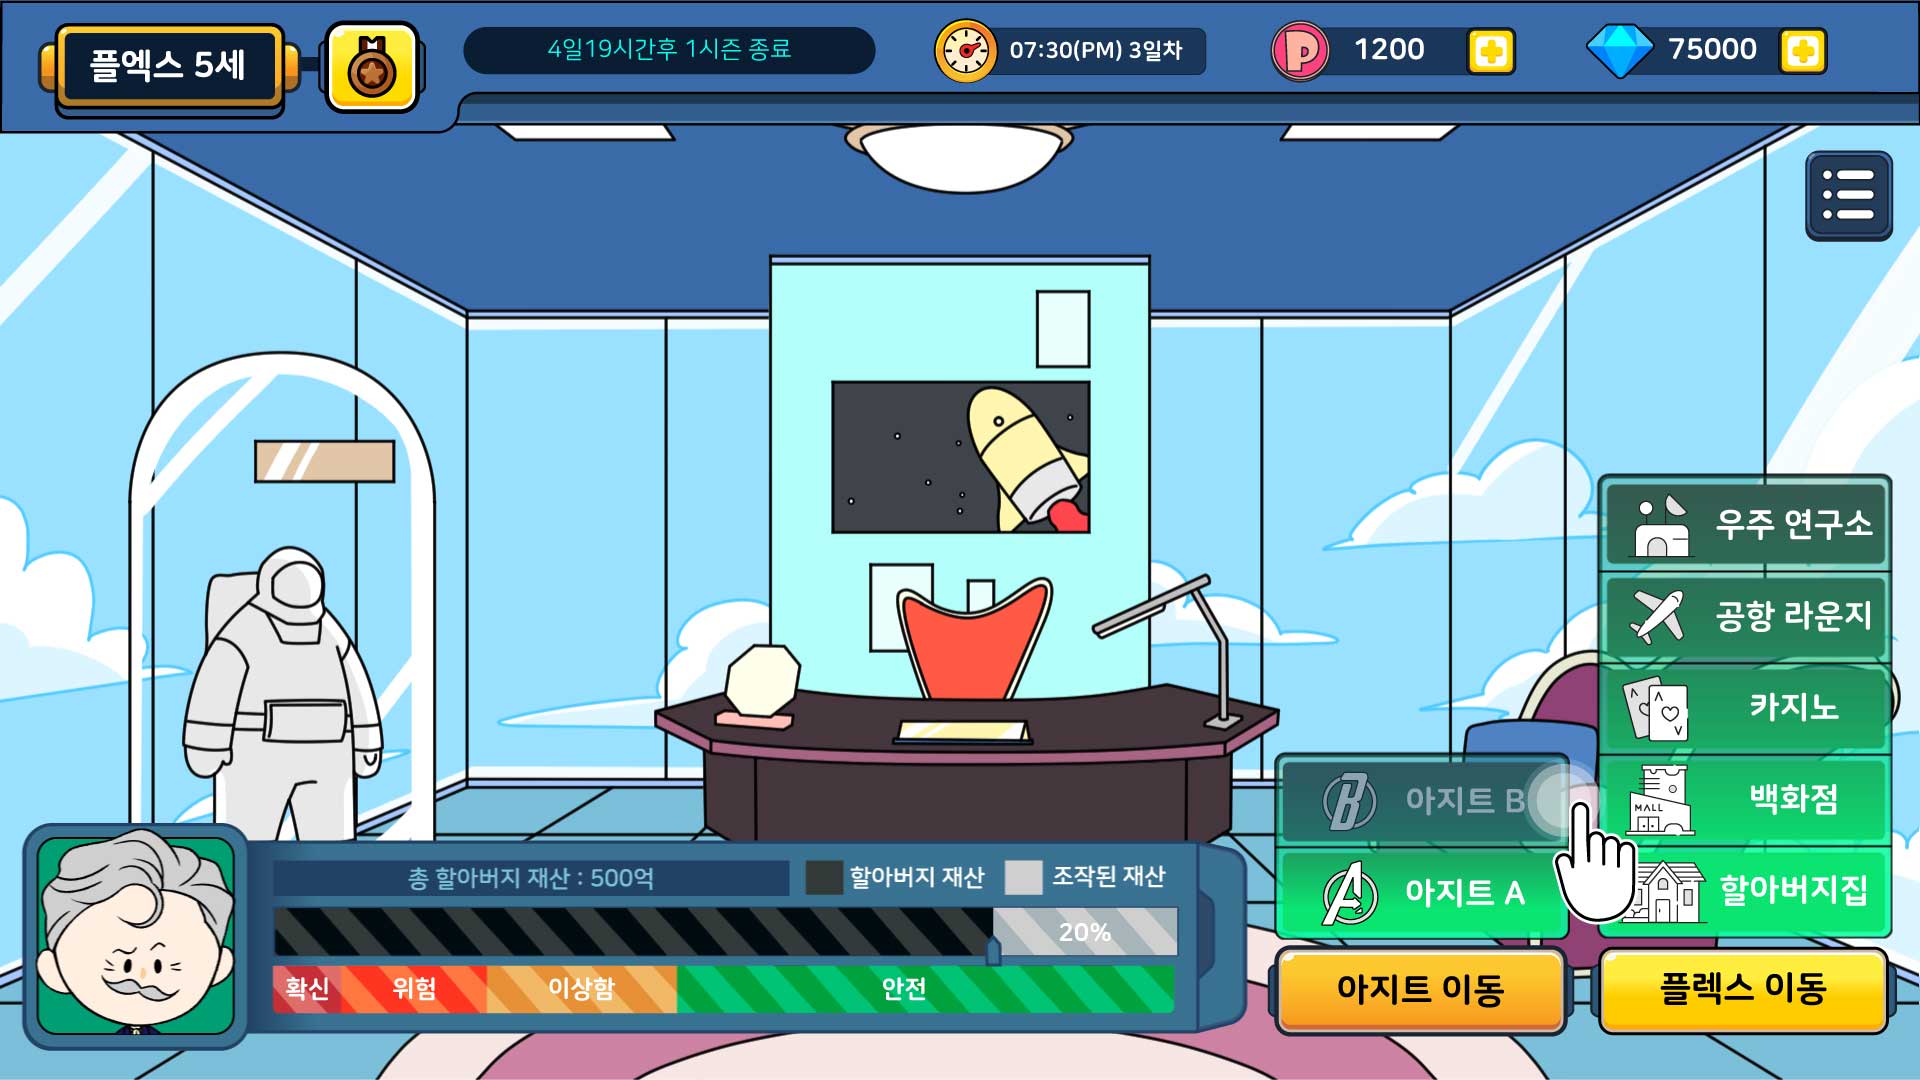 플엑스 5세
4일19시간후 1시즌 종료
07:30(PM) 3일차
P
1200
75000
우주 연구소
공항 라운지
A
A
카지노
MALL
백화점
할아버지집
B
아지트 B
A
아지트 A
아지트 이동
플렉스 이동
총 할아버지 재산 : 500억
할아버지 재산
조작된 재산
20%
확신
위험
이상함
안전